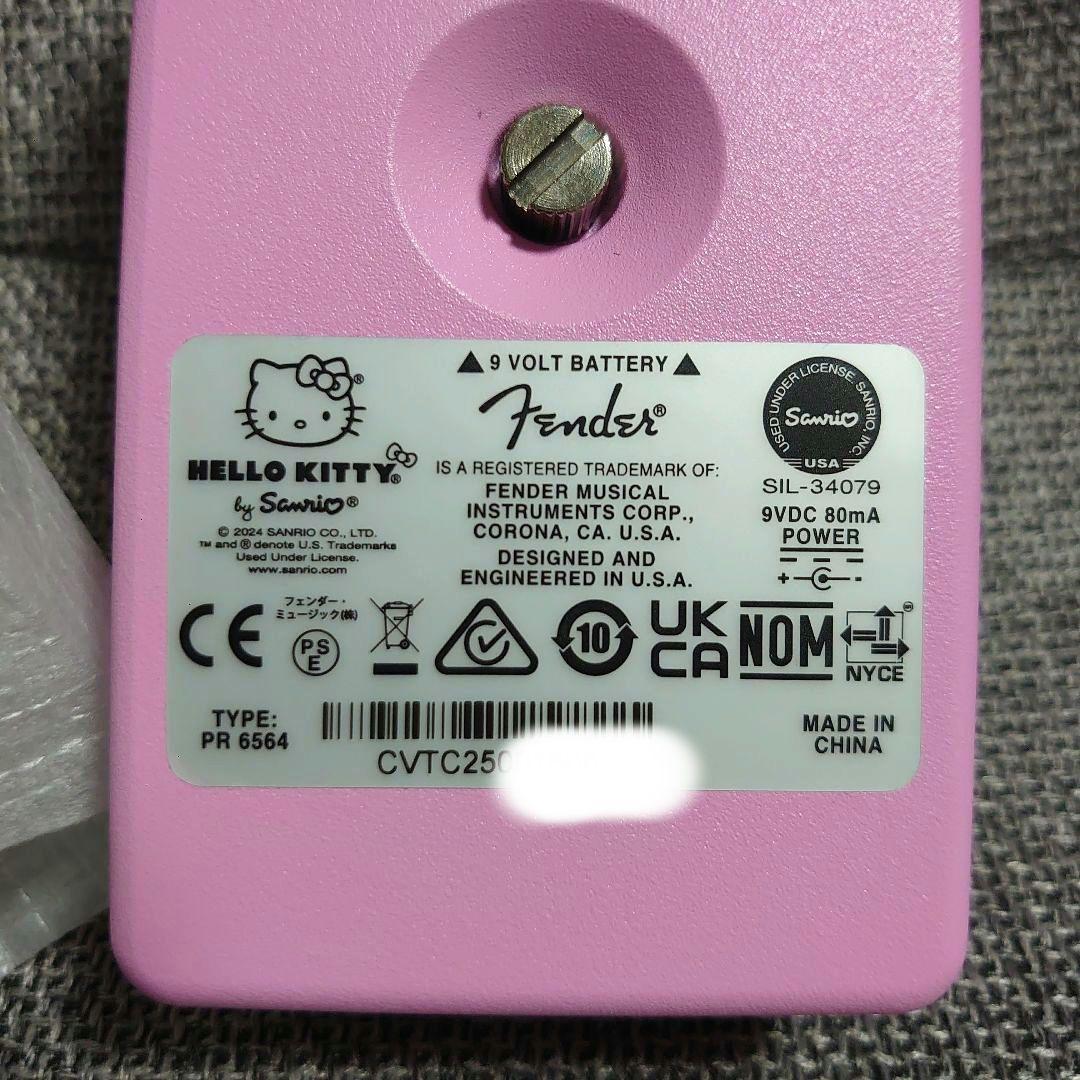 ▲9 VOLT BATTERY▲
Fender®
IS A REGISTERED TRADEMARK OF:
FENDER MUSICAL
INSTRUMENTS CORP.,
CORONA, CA. U.S.A.
DESIGNED AND
ENGINEERED IN U.S.A.
HELLO KITTY®
by Sanrio®
© 2024 SANRIO CO., LTD.
™ and ® denote U.S. Trademarks
Used Under License.
www.sanrio.com
USED UNDER LICENSE. SANRIO, INC.
Sanrio
USA
SIL-34079
9VDC 80mA
POWER
+ -
CE
フェンダー・
ミュージック(株)
PS
E
10
UK
CA
NOM
NYCE
TYPE:
PR 6564
CVTC250
MADE IN
CHINA